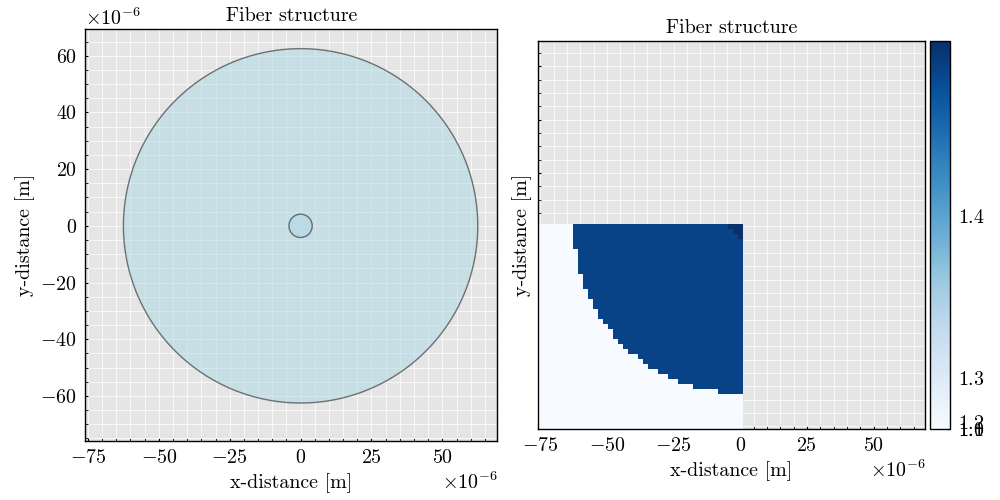 Fiber structure
×10⁻⁶
60
40
20
0
−20
−40
−60
y-distance [m]
−75 −50 −25 0 25 50
x-distance [m]
×10⁻⁶
Fiber structure
y-distance [m]
−75 −50 −25 0 25 50
x-distance [m]
×10⁻⁶
1.4
1.3